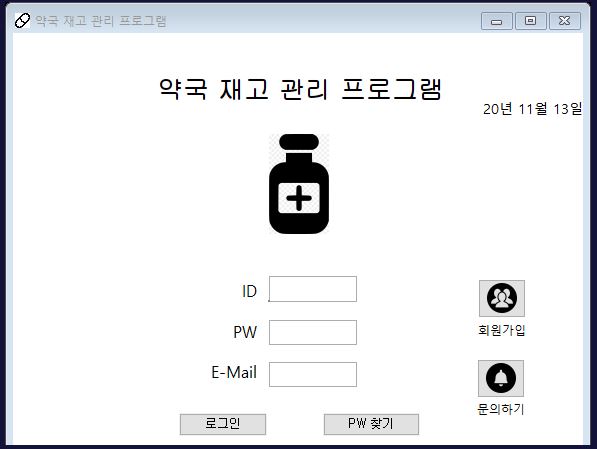 약국 재고 관리 프로그램
약국 재고 관리 프로그램
20년 11월 13일
ID
PW
회원가입
E-Mail
문의하기
로그인
PW 찾기